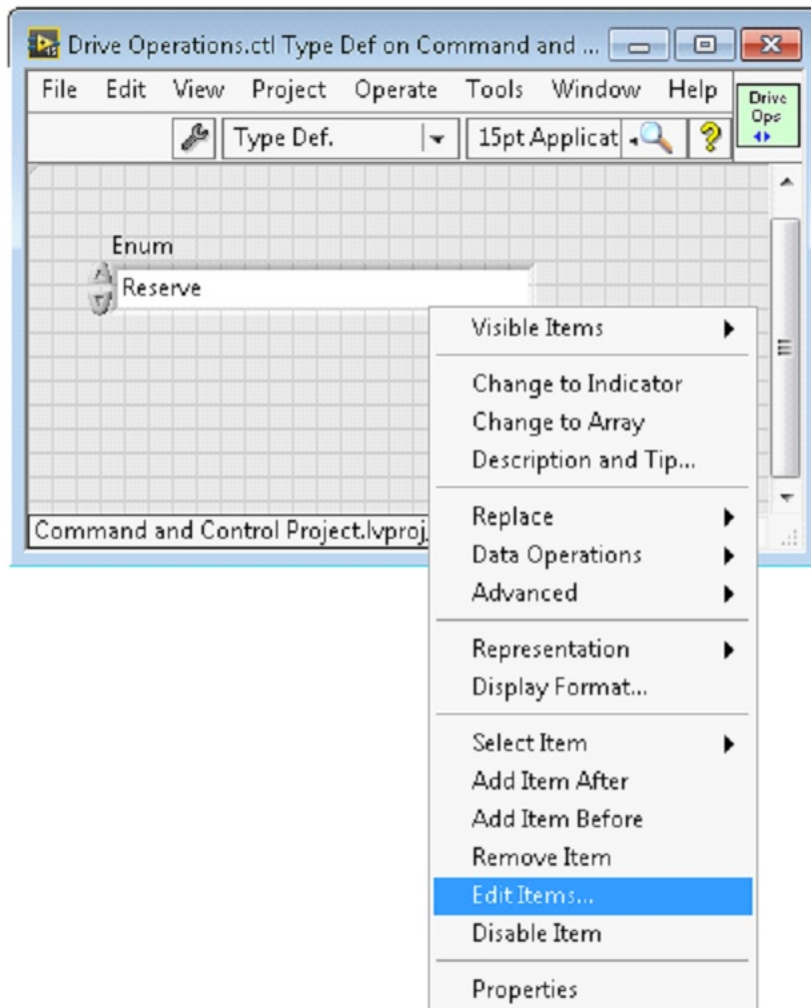 Drive Operations.ctl Type Def on Command and ...
File Edit View Project Operate Tools Window Help
Drive
Ops
Type Def.
15pt Applicat
?
Enum
Reserve
Command and Control Project.lvproj
Visible Items
Change to Indicator
Change to Array
Description and Tip...
Replace
Data Operations
Advanced
Representation
Display Format...
Select Item
Add Item After
Add Item Before
Remove Item
Edit Items...
Disable Item
Properties